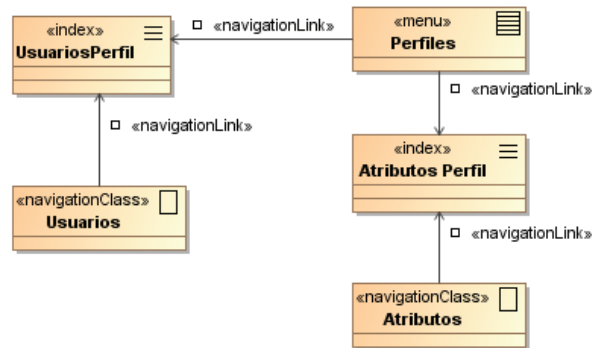 «index»
UsuariosPerfil
«navigationLink»
«menu»
Perfiles
«navigationLink»
«navigationLink»
«index»
Atributos Perfil
«navigationClass»
Usuarios
«navigationLink»
«navigationClass»
Atributos